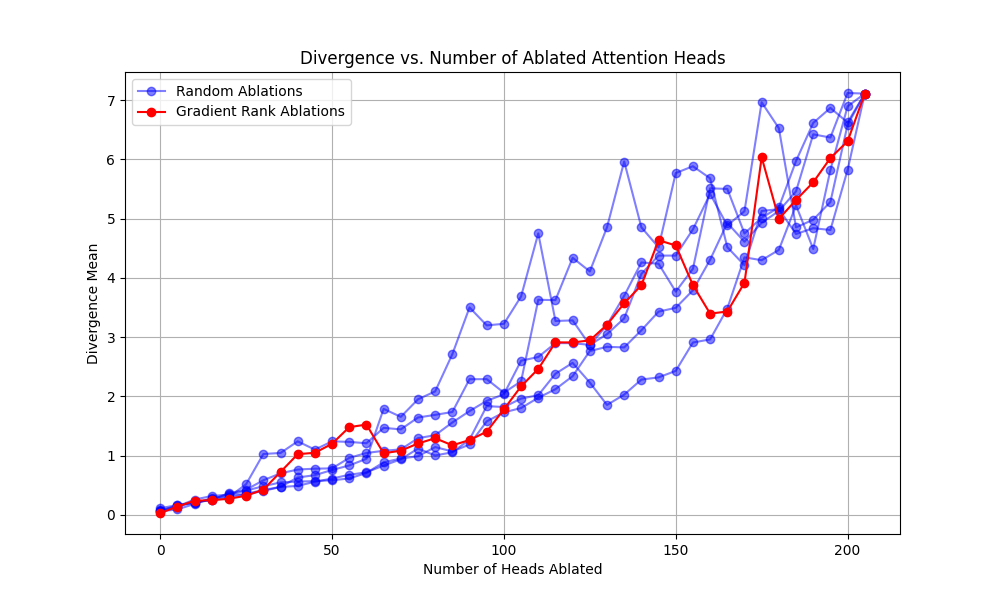 Divergence vs. Number of Ablated Attention Heads
Random Ablations
Gradient Rank Ablations
Divergence Mean
7
6
5
4
3
2
1
0
0 50 100 150 200
Number of Heads Ablated